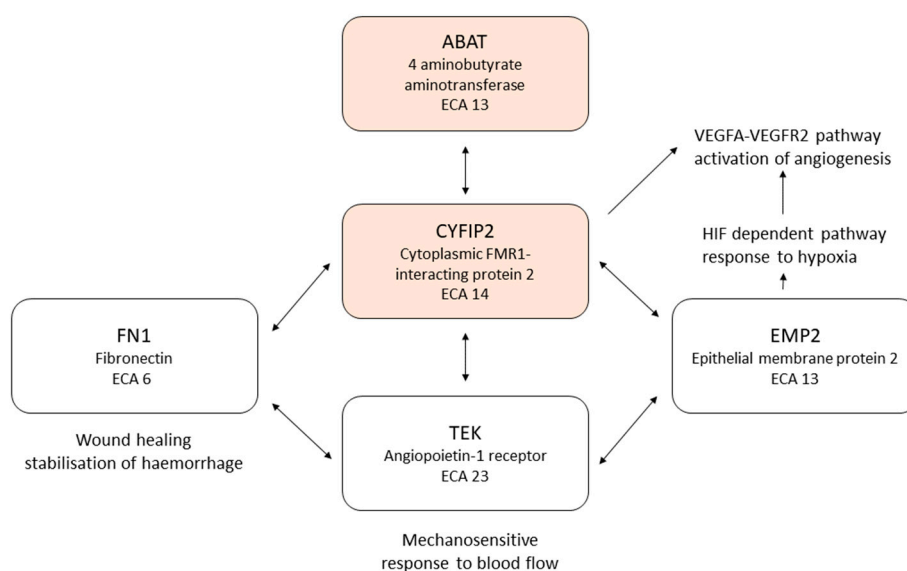 ABAT
4 aminobutyrate
aminotransferase
ECA 13
VEGFA-VEGFR2 pathway
activation of angiogenesis
CYFIP2
Cytoplasmic FMR1-
interacting protein 2
ECA 14
HIF dependent pathway
response to hypoxia
FN1
Fibronectin
ECA 6
EMP2
Epithelial membrane protein 2
ECA 13
TEK
Angiopoietin-1 receptor
ECA 23
Wound healing
stabilisation of haemorrhage
Mechanosensitive
response to blood flow